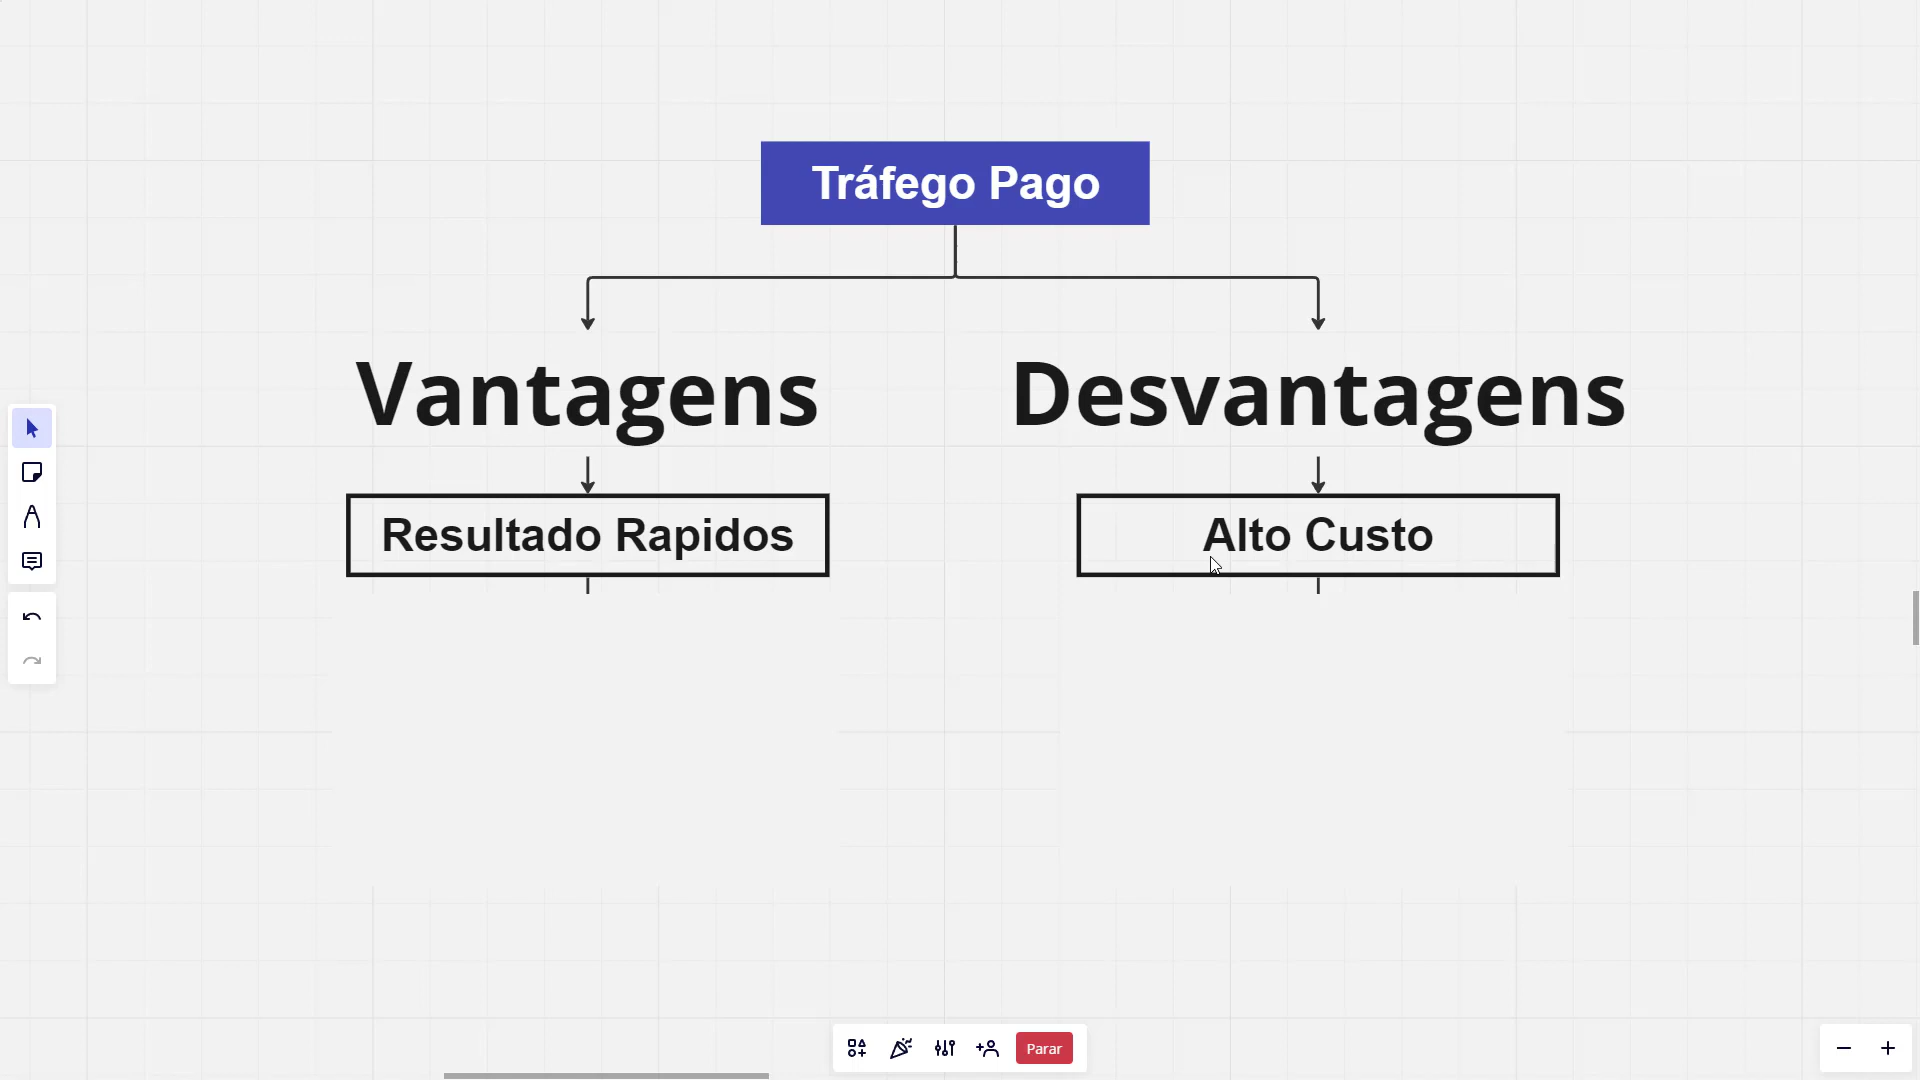 Tráfego Pago
Vantagens
Desvantagens
Resultado Rapidos
Alto Custo
Parar